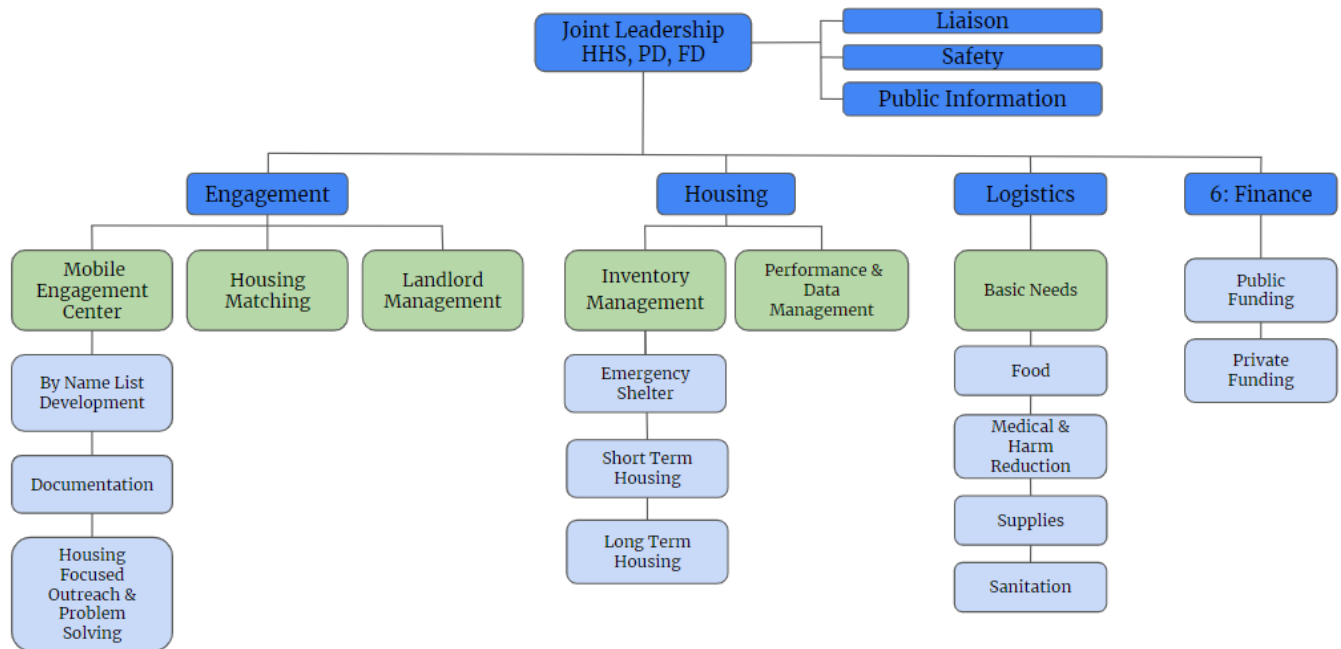 Joint Leadership
HHS, PD, FD
Liaison
Safety
Public Information
Engagement
Housing
Logistics
6: Finance
Mobile
Engagement
Center
Housing
Matching
Landlord
Management
Inventory
Management
Performance &
Data
Management
Basic Needs
Public
Funding
By Name List
Development
Emergency
Shelter
Food
Private
Funding
Documentation
Short Term
Housing
Medical &
Harm
Reduction
Housing
Focused
Outreach &
Problem
Solving
Long Term
Housing
Supplies
Sanitation